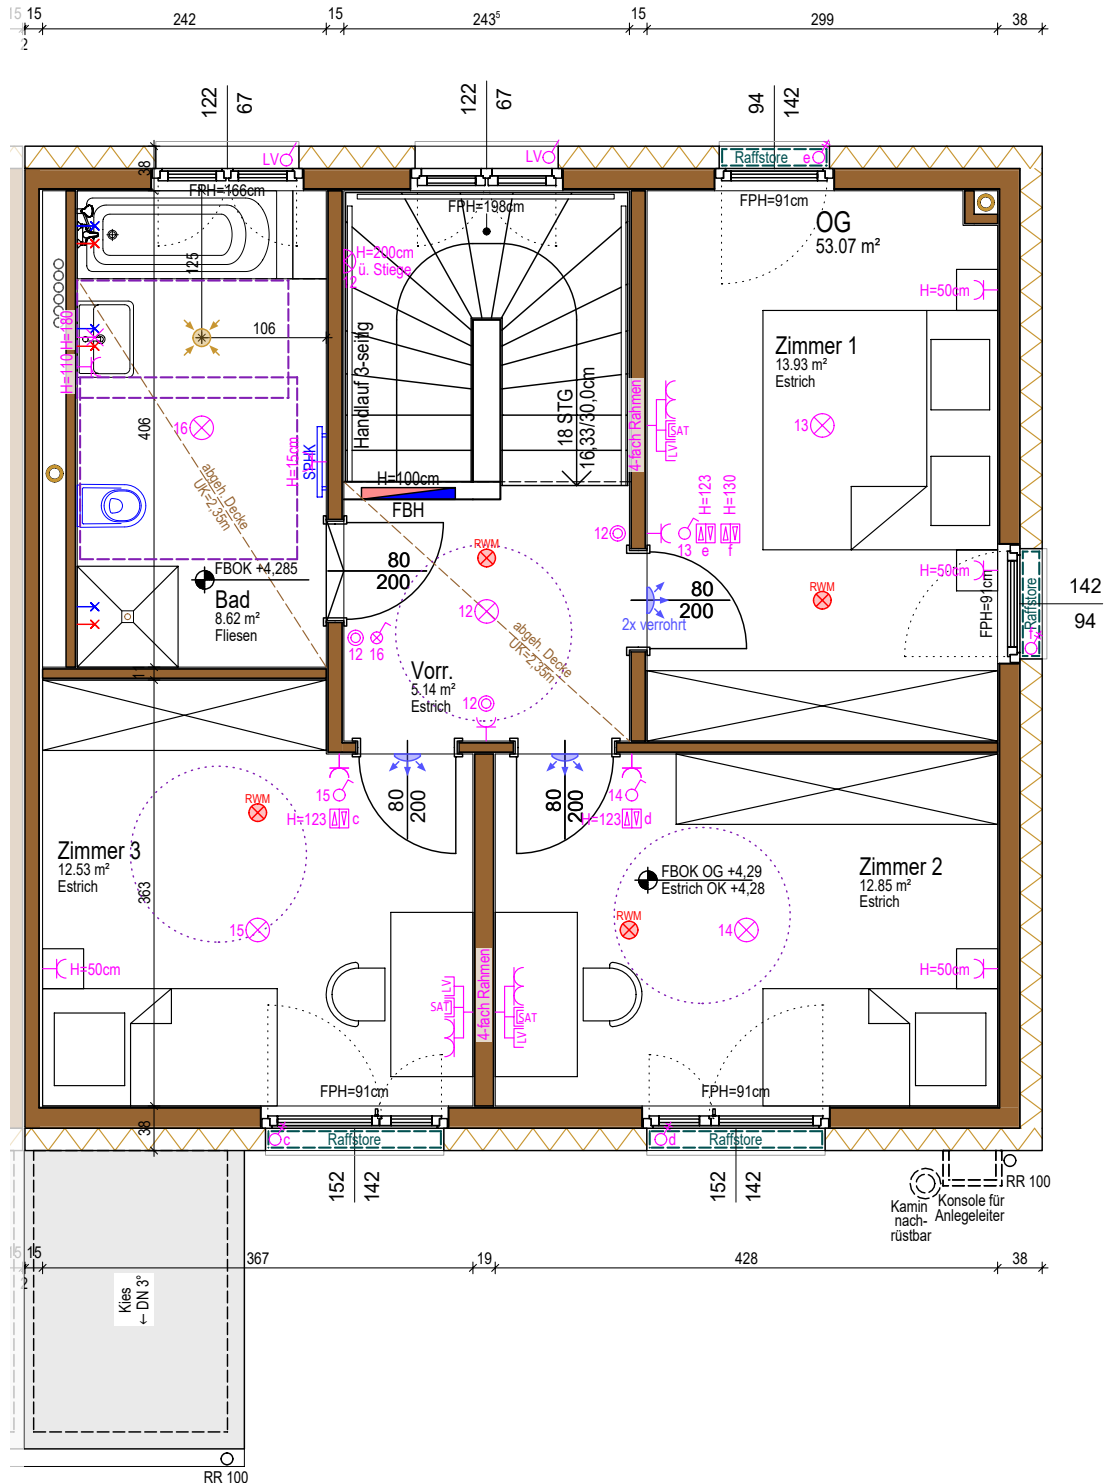 15 15 242 15 243⁵ 15 299 38
2
122
67
122
67
94
142
38
LV
LV
Raffstore e
FPH=166cm
FPH=198cm
FPH=91cm
OG
53.07 m²
H=200cm
ü. Stiege
12
125
H=50cm
106
H=110 H=180
Handlauf 3-seitig
Zimmer 1
13.93 m²
Estrich
18 STG
16,33/30,0cm
4-fach Rahmen
SAT
LV
13
406
16
abgeh. Decke
UK=2,35m
H=15cm
SPHK
H=100cm
FBH
H=123
H=130
12
13 e f
RWM
80
200
80
200
RWM
H=50cm
FPH=91cm
Raffstore
f
142
94
FBOK +4,285
Bad
8.62 m²
Fliesen
12
2x verrohrt
12 16
abgeh. Decke
UK=2,35m
Vorr.
5.14 m²
Estrich
12
11
15
H=123 c
80
200
80
200
14
H=123 d
RWM
Zimmer 3
12.53 m²
Estrich
363
FBOK OG +4,29
Estrich OK +4,28
Zimmer 2
12.85 m²
Estrich
RWM
15
14
H=50cm
H=50cm
LV
SAT
4-fach Rahmen
SAT
LV
FPH=91cm
FPH=91cm
38
c Raffstore
d Raffstore
152
142
152
142
RR 100
Kamin
nach-
rüstbar
Konsole für
Anlegeleiter
15 15 367 19 428 38
2
Kies
← DN 3°
RR 100